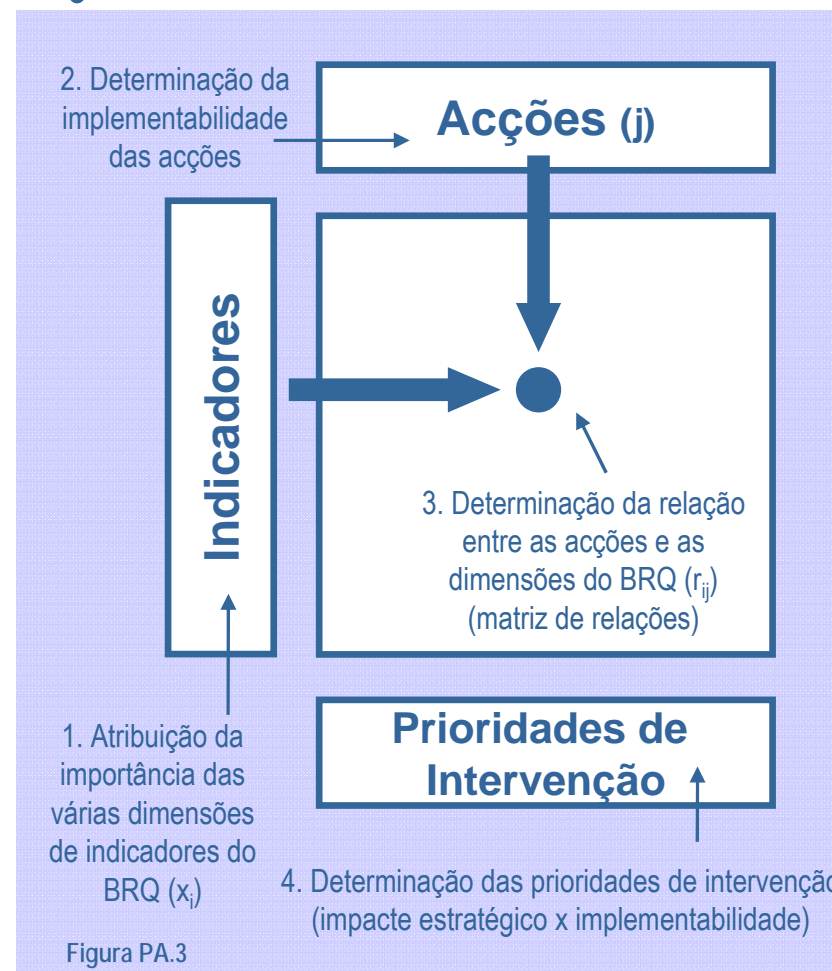 2. Determinação da
implementabilidade
das acções
Acções (j)
Indicadores
3. Determinação da relação
entre as acções e as
dimensões do BRQ (rij)
(matriz de relações)
1. Atribuição da
importância das
várias dimensões
de indicadores do
BRQ (xi)
Prioridades de
Intervenção
4. Determinação das prioridades de intervenção
(impacte estratégico x implementabilidade)
Figura PA.3